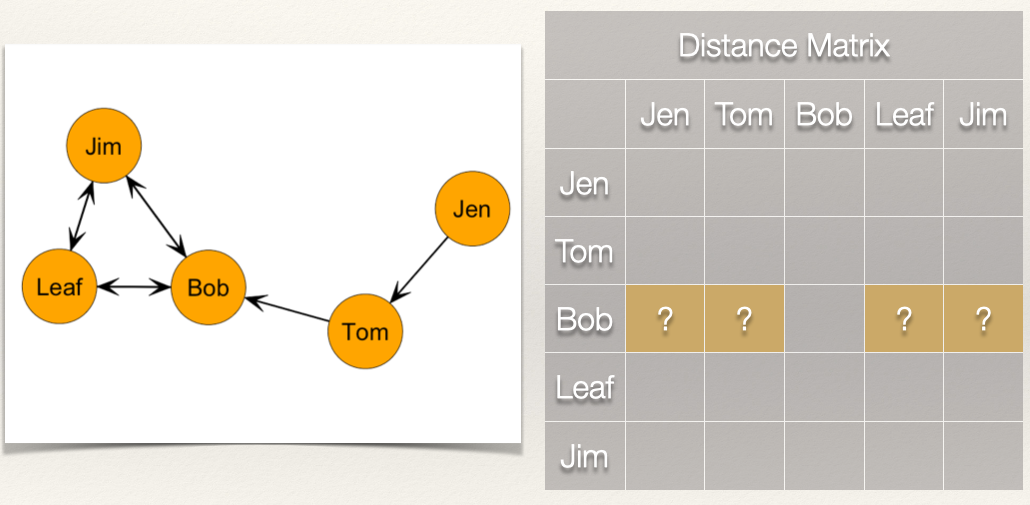 Jim
Jen
Leaf
Bob
Tom
Distance Matrix
Jen Tom Bob Leaf Jim
Jen
Tom
Bob ? ? ? ?
Leaf
Jim